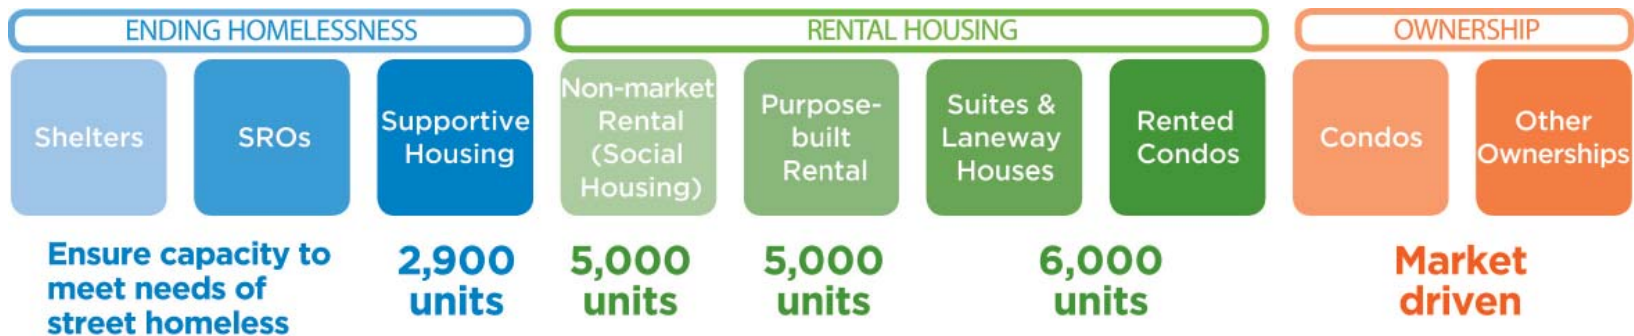 ENDING HOMELESSNESS
RENTAL HOUSING
OWNERSHIP
Shelters
SROs
Supportive
Housing
Non-market
Rental
(Social
Housing)
Purpose-
built
Rental
Suites &
Laneway
Houses
Rented
Condos
Condos
Other
Ownerships
Ensure capacity to
meet needs of
street homeless
2,900
units
5,000
units
5,000
units
6,000
units
Market
driven